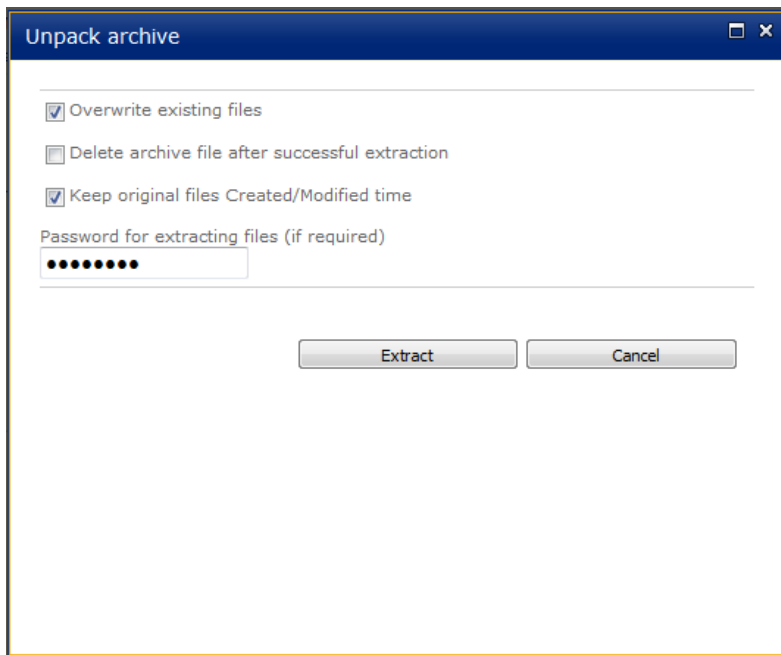 Unpack archive
Overwrite existing files
Delete archive file after successful extraction
Keep original files Created/Modified time
Password for extracting files (if required)
••••••••
Extract Cancel